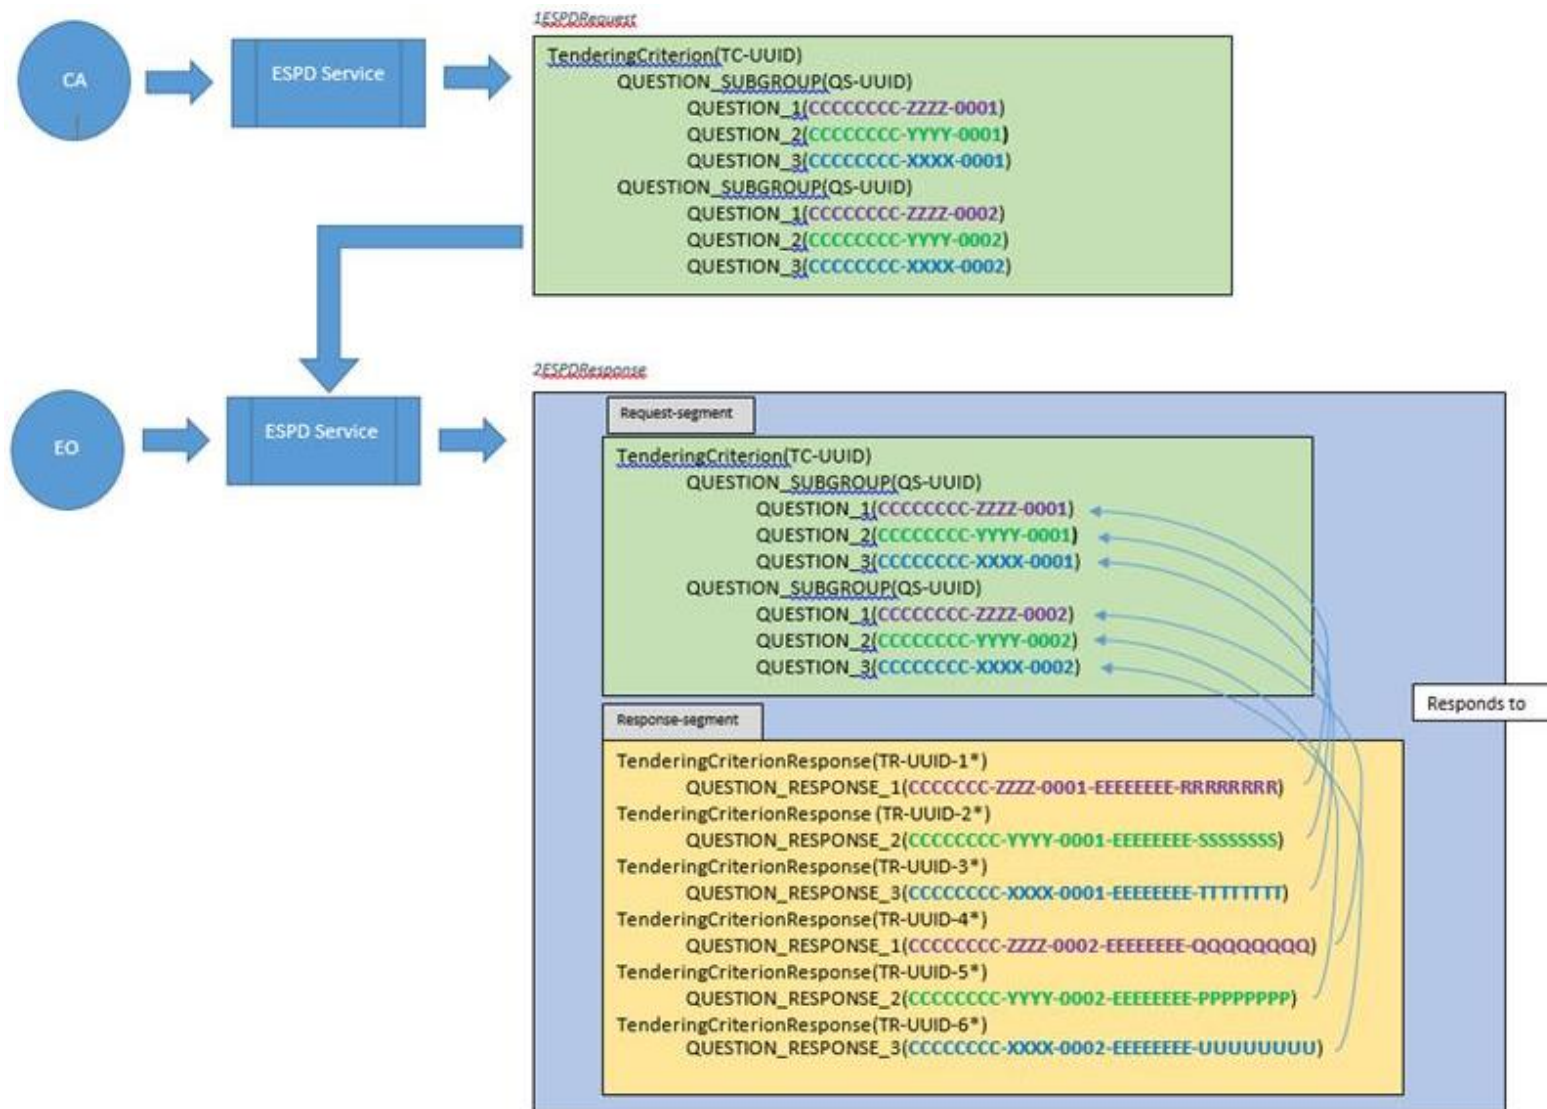 1ESPDRequest
CA
ESPD Service
TenderingCriterion(TC-UUID)
QUESTION_SUBGROUP(QS-UUID)
QUESTION_1(CCCCCCCC-ZZZZ-0001)
QUESTION_2(CCCCCCCC-YYYY-0001)
QUESTION_3(CCCCCCCC-XXXX-0001)
QUESTION_SUBGROUP(QS-UUID)
QUESTION_1(CCCCCCCC-ZZZZ-0002)
QUESTION_2(CCCCCCCC-YYYY-0002)
QUESTION_3(CCCCCCCC-XXXX-0002)
2ESPDResponse
EO
ESPD Service
Request-segment
TenderingCriterion(TC-UUID)
QUESTION_SUBGROUP(QS-UUID)
QUESTION_1(CCCCCCCC-ZZZZ-0001)
QUESTION_2(CCCCCCCC-YYYY-0001)
QUESTION_3(CCCCCCCC-XXXX-0001)
QUESTION_SUBGROUP(QS-UUID)
QUESTION_1(CCCCCCCC-ZZZZ-0002)
QUESTION_2(CCCCCCCC-YYYY-0002)
QUESTION_3(CCCCCCCC-XXXX-0002)
Responds to
Response-segment
TenderingCriterionResponse(TR-UUID-1*)
QUESTION_RESPONSE_1(CCCCCCC-ZZZZ-0001-EEEEEEEE-RRRRRRRR)
TenderingCriterionResponse (TR-UUID-2*)
QUESTION_RESPONSE_2(CCCCCCCC-YYYY-0001-EEEEEEEE-SSSSSSSS)
TenderingCriterionResponse(TR-UUID-3*)
QUESTION_RESPONSE_3(CCCCCCCC-XXXX-0001-EEEEEEEE-TTTTTTTT)
TenderingCriterionResponse(TR-UUID-4*)
QUESTION_RESPONSE_1(CCCCCCCC-ZZZZ-0002-EEEEEEEE-QQQQQQQQ)
TenderingCriterionResponse(TR-UUID-5*)
QUESTION_RESPONSE_2(CCCCCCCC-YYYY-0002-EEEEEEEE-PPPPPPPP)
TenderingCriterionResponse(TR-UUID-6*)
QUESTION_RESPONSE_3(CCCCCCCC-XXXX-0002-EEEEEEEE-UUUUUUUU)